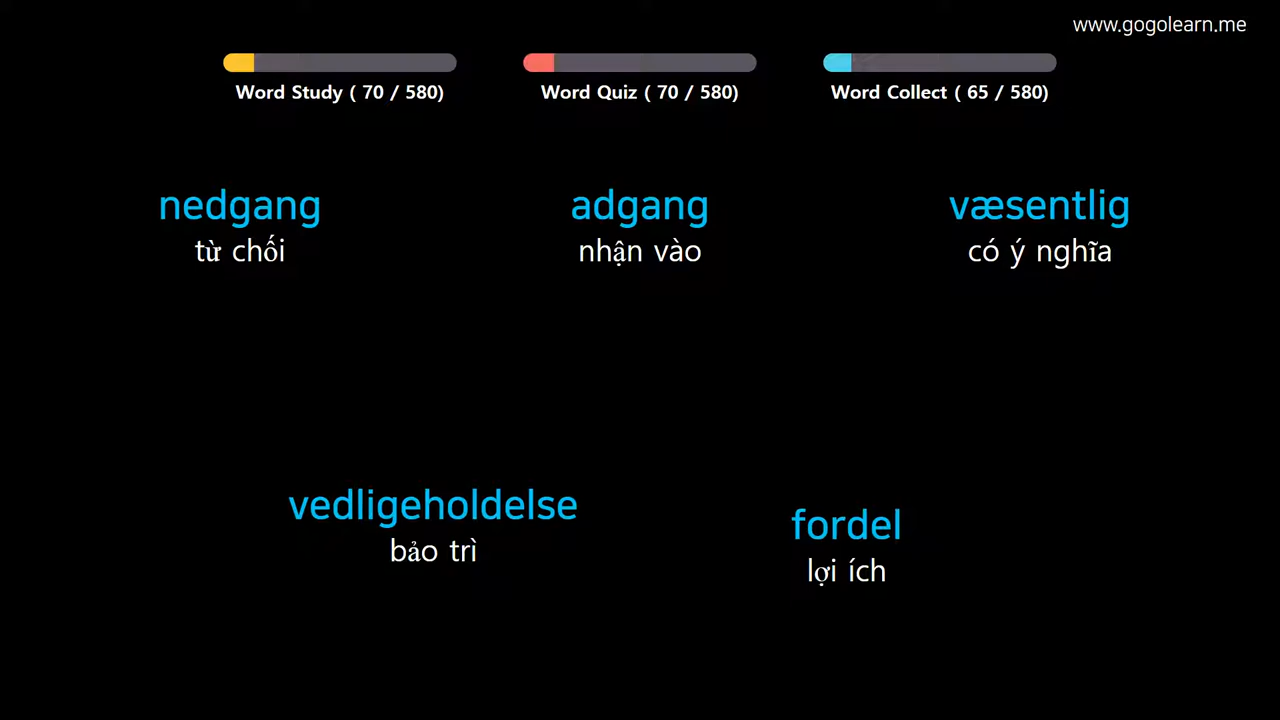 www.gogolearn.me
Word Study ( 70 / 580)
Word Quiz ( 70 / 580)
Word Collect ( 65 / 580)
nedgang
từ chối
adgang
nhận vào
væsentlig
có ý nghĩa
vedligeholdelse
bảo trì
fordel
lợi ích